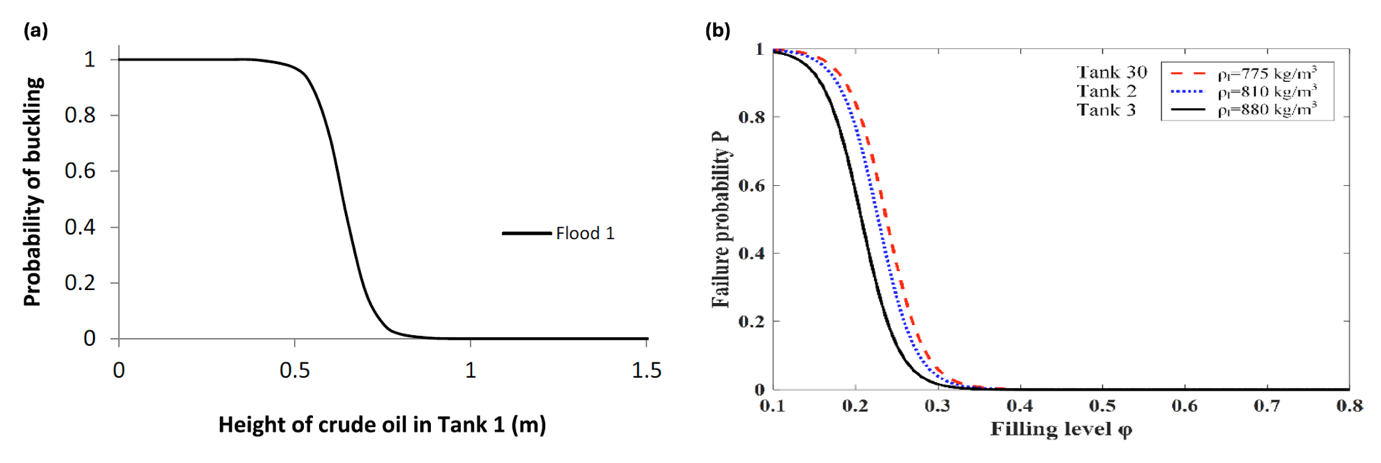 (a)
Probability of buckling
1
0.8
0.6
0.4
0.2
0
0
0.5
1
1.5
Flood 1
Height of crude oil in Tank 1 (m)
(b)
Failure probability P
1
0.8
0.6
0.4
0.2
0
0.1
0.2
0.3
0.4
0.5
0.6
0.7
0.8
Tank 30 ρl=775 kg/m³
Tank 2 ρl=810 kg/m³
Tank 3 ρl=880 kg/m³
Filling level φ